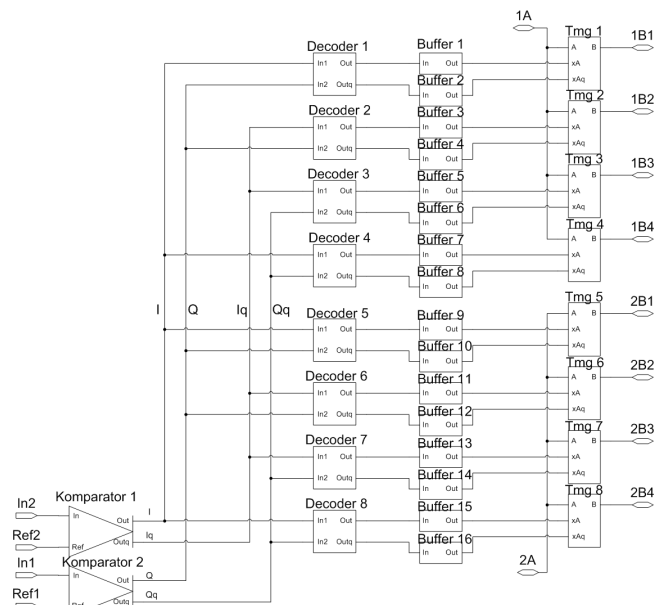 1A
Decoder 1 Buffer 1 Tmg 1
In1 Out In Out A B 1B1
xA
In2 Outq Buffer 2 xAq
In Out
Decoder 2 Buffer 3 Tmg 2
In1 Out In Out A B 1B2
xA
In2 Outq Buffer 4 xAq
In Out
Decoder 3 Buffer 5 Tmg 3
In1 Out In Out A B 1B3
xA
In2 Outq Buffer 6 xAq
In Out
Decoder 4 Buffer 7 Tmg 4
In1 Out In Out A B 1B4
xA
In2 Outq Buffer 8 xAq
In Out
I Q Iq Qq
Decoder 5 Buffer 9 Tmg 5
In1 Out In Out A B 2B1
xA
In2 Outq Buffer 10 xAq
In Out
Decoder 6 Buffer 11 Tmg 6
In1 Out In Out A B 2B2
xA
In2 Outq Buffer 12 xAq
In Out
Decoder 7 Buffer 13 Tmg 7
In1 Out In Out A B 2B3
xA
In2 Outq Buffer 14 xAq
In Out
Decoder 8 Buffer 15 Tmg 8
In1 Out In Out A B 2B4
xA
In2 Outq Buffer 16 xAq
In Out
2A
Komparator 1
In2 In Out I
Ref2 Ref Outq Iq
Komparator 2
In1 In Out Q
Ref1 Ref Outq Qq